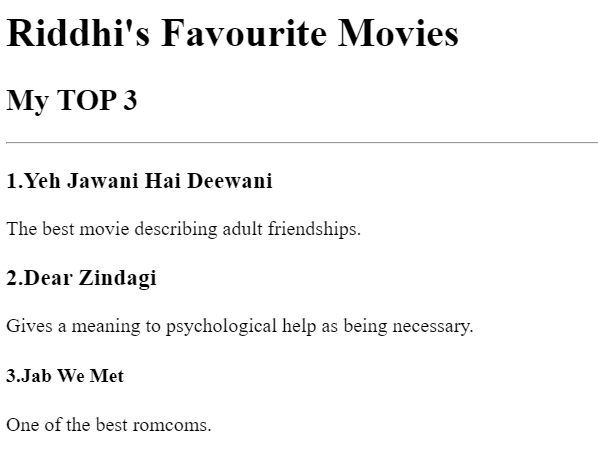 Riddhi's Favourite Movies
My TOP 3
1.Yeh Jawani Hai Deewani
The best movie describing adult friendships.
2.Dear Zindagi
Gives a meaning to psychological help as being necessary.
3.Jab We Met
One of the best romcoms.